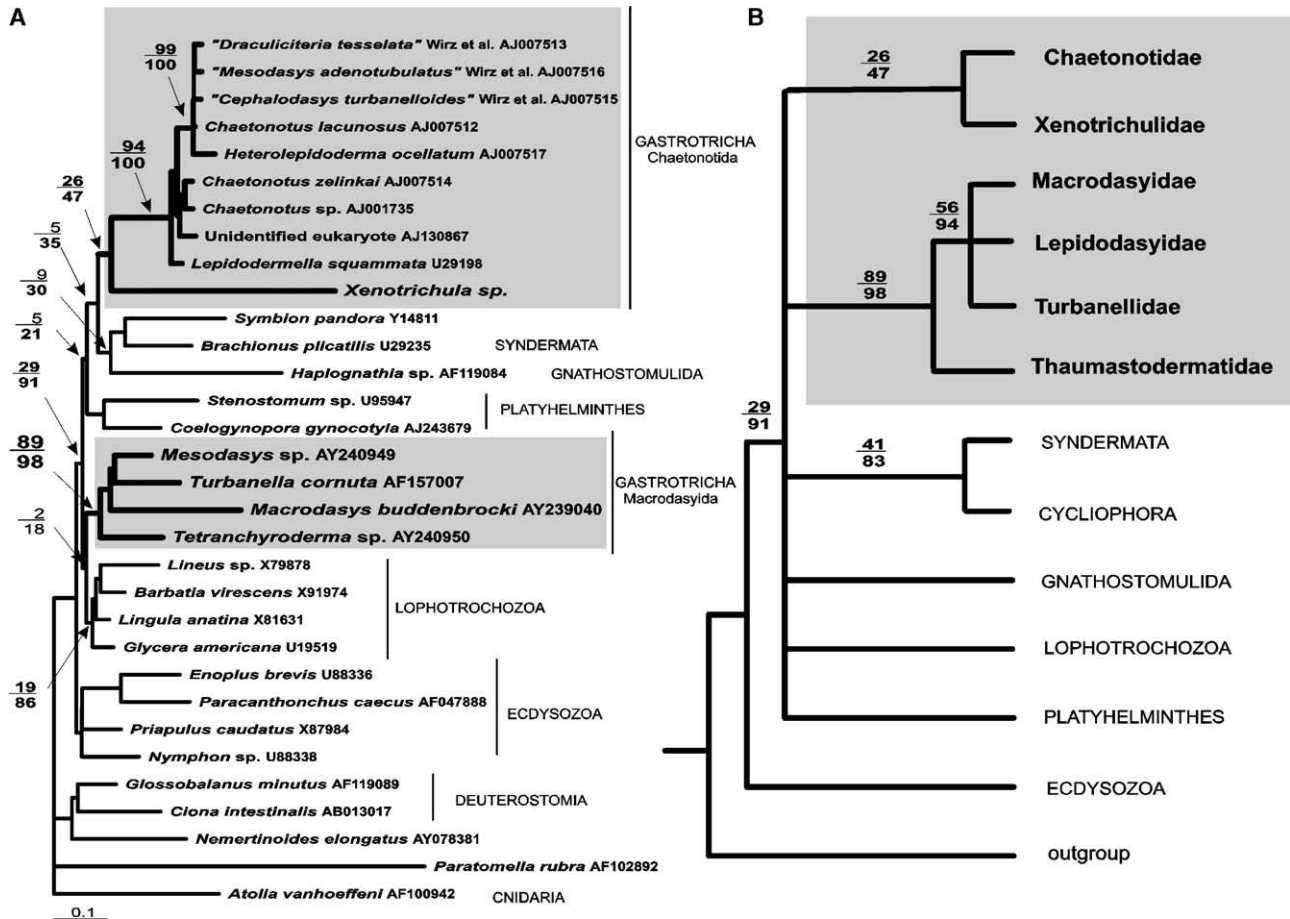 A
"Draculiciteria tesselata" Wirz et al. AJ007513
"Mesodasys adenotubulatus" Wirz et al. AJ007516
"Cephalodasys turbanelloides" Wirz et al. AJ007515
Chaetonotus lacunosus AJ007512
Heterolepidoderma ocellatum AJ007517
Chaetonotus zelinkai AJ007514
Chaetonotus sp. AJ001735
Unidentified eukaryote AJ130867
Lepidodermella squammata U29198
Xenotrichula sp.
GASTROTRICHA
Chaetonotida
Symbion pandora Y14811
Brachionus plicatilis U29235
SYNDERMATA
Haplognathia sp. AF119084
GNATHOSTOMULIDA
Stenostomum sp. U95947
Coelogynopora gynocotyla AJ243679
PLATYHELMINTHES
Mesodasys sp. AY240949
Turbanella cornuta AF157007
Macrodasys buddenbrocki AY239040
Tetranchyroderma sp. AY240950
GASTROTRICHA
Macrodasyida
Lineus sp. X79878
Barbatia virescens X91974
Lingula anatina X81631
Glycera americana U19519
LOPHOTROCHOZOA
Enoplus brevis U88336
Paracanthonchus caecus AF047888
Priapulus caudatus X87984
Nymphon sp. U88338
ECDYSOZOA
Glossobalanus minutus AF119089
Ciona intestinalis AB013017
DEUTEROSTOMIA
Nemertinoides elongatus AY078381
Paratomella rubra AF102892
Atolla vanhoeffeni AF100942
CNIDARIA
99
100
94
100
26
47
5
35
9
30
5
21
29
91
89
98
2
18
19
86
0.1
B
26
47
Chaetonotidae
Xenotrichulidae
Macrodasyidae
56
94
Lepidodasyidae
89
98
Turbanellidae
Thaumastodermatidae
29
91
SYNDERMATA
41
83
CYCLIOPHORA
GNATHOSTOMULIDA
LOPHOTROCHOZOA
PLATYHELMINTHES
ECDYSOZOA
outgroup